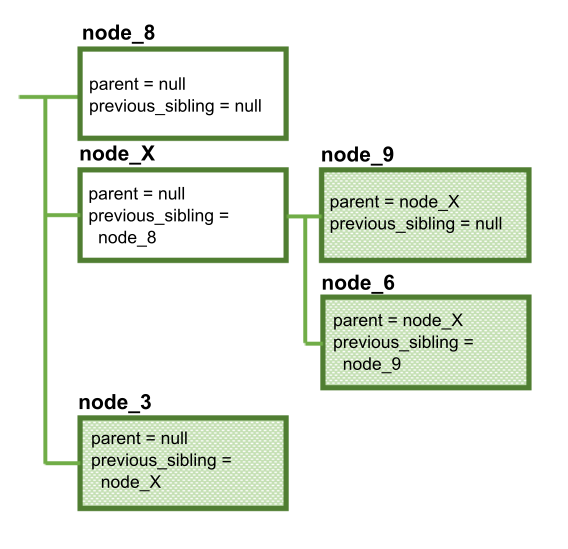 node_8
parent = null
previous_sibling = null
node_X
parent = null
previous_sibling =
node_8
node_9
parent = node_X
previous_sibling = null
node_6
parent = node_X
previous_sibling =
node_9
node_3
parent = null
previous_sibling =
node_X